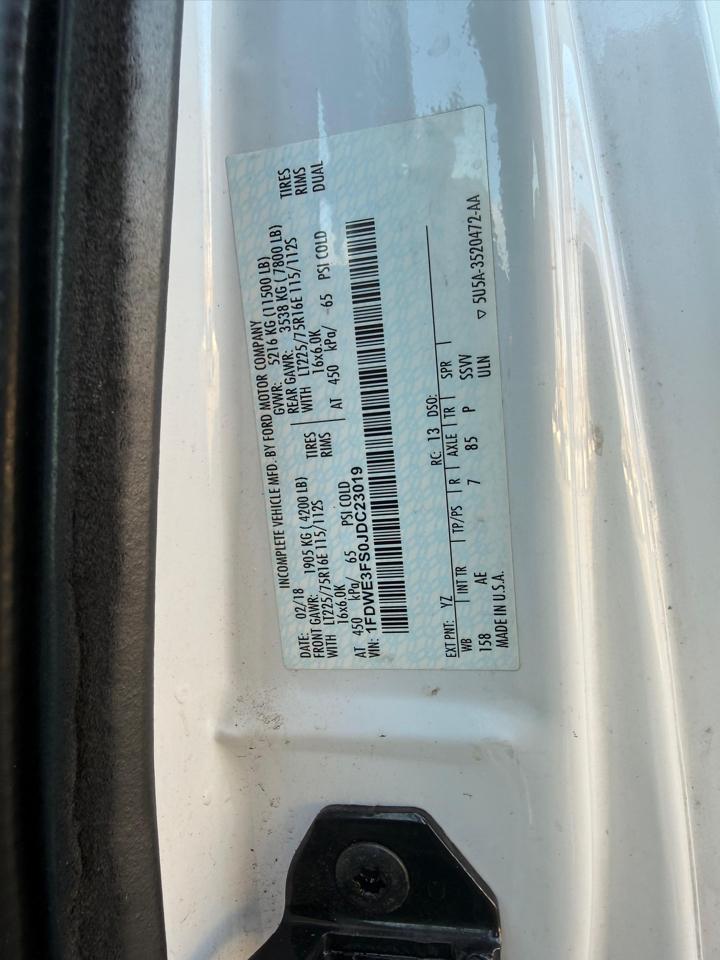 INCOMPLETE VEHICLE MFD. BY FORD MOTOR COMPANY
DATE: 02/18 GVWR: 5216 KG (11500 LB)
FRONT GAWR: 1905 KG (4200 LB) REAR GAWR: 3538 KG (7800 LB)
WITH LT225/75R16E 115/112S TIRES WITH LT225/75R16E 115/112S TIRES
16x6.0K RIMS 16x6.0K RIMS
AT 450 kPa/ 65 PSI COLD AT 450 kPa/ 65 PSI COLD DUAL
VIN: 1FDWE3FS0JDC23019
EXT PNT: YZ RC: 13 DSO:
WB INT TR TP/PS R AXLE TR SPR
158 AE 7 85 P SSVV
MADE IN U.S.A. ULN
▽ 5U5A-3520472-AA